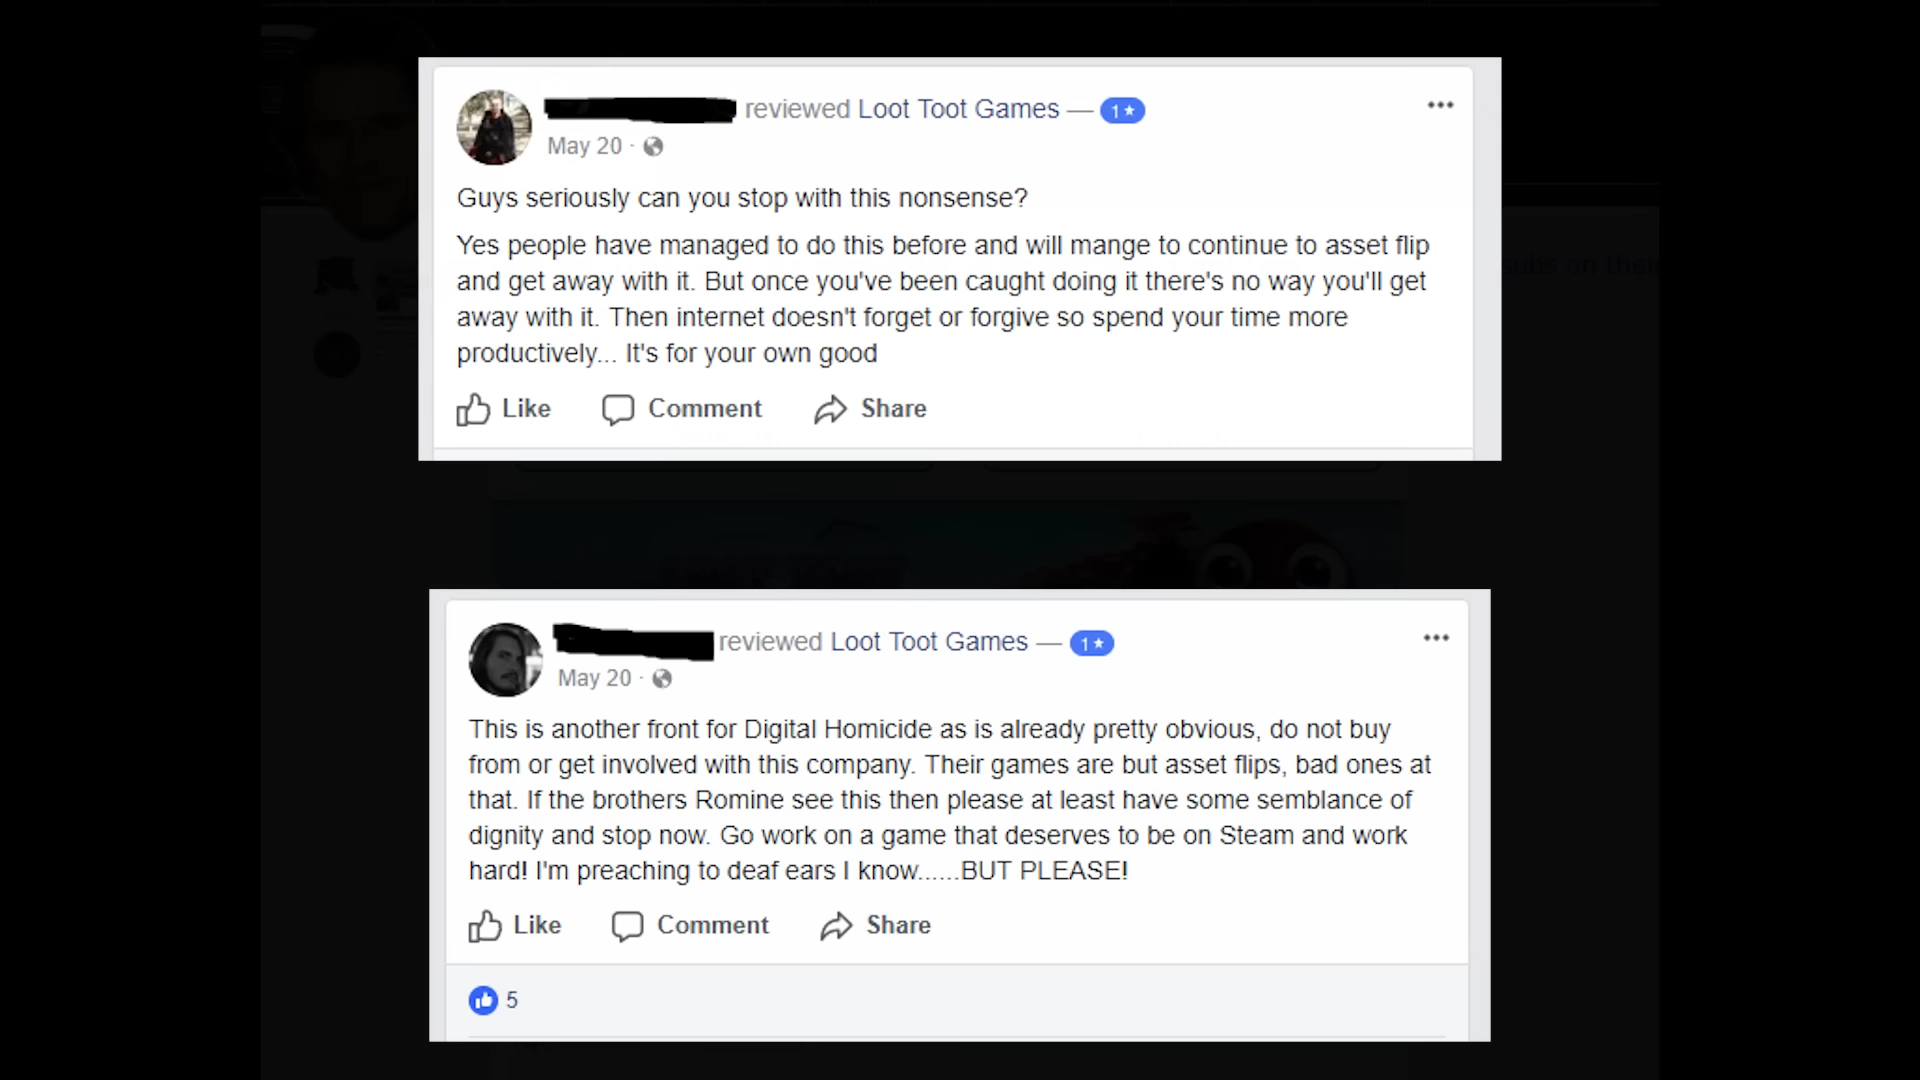 reviewed Loot Toot Games — 1★
May 20 ·
Guys seriously can you stop with this nonsense?
Yes people have managed to do this before and will mange to continue to asset flip
and get away with it. But once you've been caught doing it there's no way you'll get
away with it. Then internet doesn't forget or forgive so spend your time more
productively... It's for your own good
Like Comment Share
subs on their
reviewed Loot Toot Games — 1★
May 20 ·
This is another front for Digital Homicide as is already pretty obvious, do not buy
from or get involved with this company. Their games are but asset flips, bad ones at
that. If the brothers Romine see this then please at least have some semblance of
dignity and stop now. Go work on a game that deserves to be on Steam and work
hard! I'm preaching to deaf ears I know......BUT PLEASE!
Like Comment Share
5